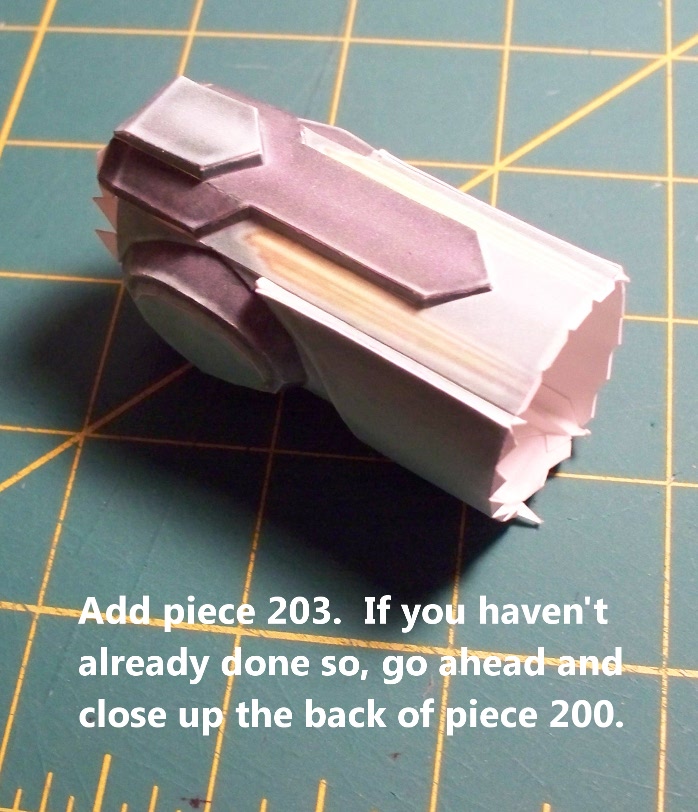 Add piece 203.  If you haven't
already done so, go ahead and
close up the back of piece 200.